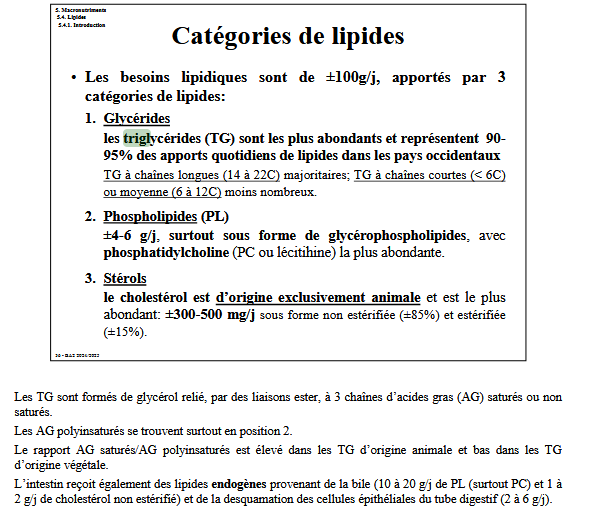 5. Macronutriments
5.4. Lipides
5.4.1. Introduction
Catégories de lipides
• Les besoins lipidiques sont de ±100g/j, apportés par 3
catégories de lipides:
1. Glycérides
les triglycérides (TG) sont les plus abondants et représentent 90-
95% des apports quotidiens de lipides dans les pays occidentaux
TG à chaînes longues (14 à 22C) majoritaires; TG à chaînes courtes (< 6C)
ou moyenne (6 à 12C) moins nombreux.
2. Phospholipides (PL)
±4-6 g/j, surtout sous forme de glycérophospholipides, avec
phosphatidylcholine (PC ou lécitihine) la plus abondante.
3. Stérols
le cholestérol est d’origine exclusivement animale et est le plus
abondant: ±300-500 mg/j sous forme non estérifiée (±85%) et estérifiée
(±15%).
2024/2025
Les TG sont formés de glycérol relié, par des liaisons ester, à 3 chaînes d’acides gras (AG) saturés ou non
saturés.
Les AG polyinsaturés se trouvent surtout en position 2.
Le rapport AG saturés/AG polyinsaturés est élevé dans les TG d’origine animale et bas dans les TG
d’origine végétale.
L’intestin reçoit également des lipides endogènes provenant de la bile (10 à 20 g/j de PL (surtout PC) et 1 à
2 g/j de cholestérol non estérifié) et de la desquamation des cellules épithéliales du tube digestif (2 à 6 g/j).